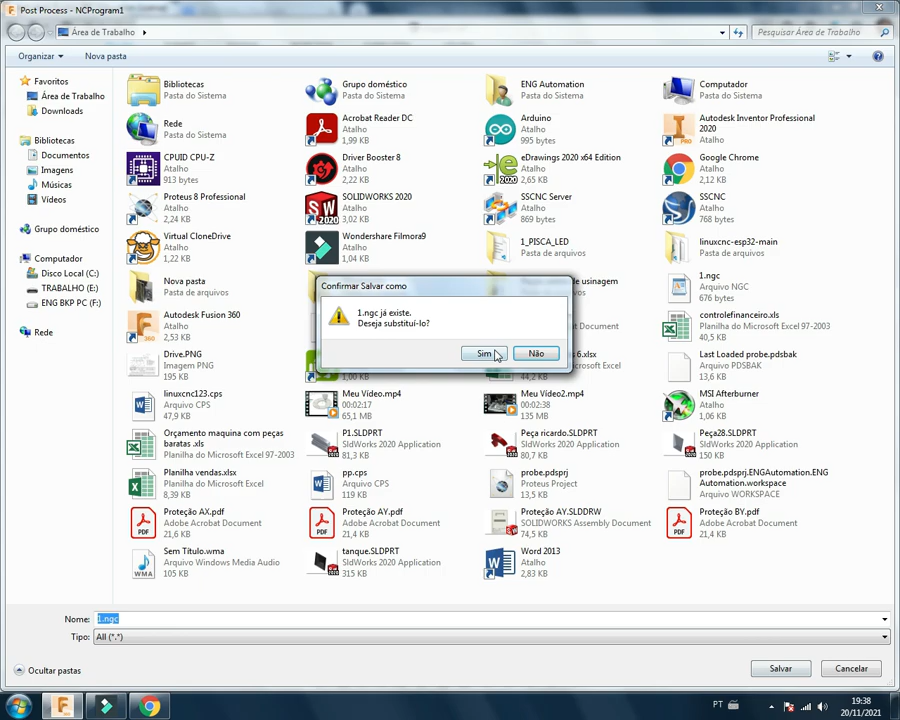 Post Process - NCProgram1
Área de Trabalho
Pesquisar Área de Trabalho
Organizar
Nova pasta
Favoritos
Área de Trabalho
Downloads
Bibliotecas
Documentos
Imagens
Músicas
Vídeos
Grupo doméstico
Computador
Disco Local (C:)
TRABALHO (E:)
ENG BKP PC (F:)
Rede
Bibliotecas
Pasta do Sistema
Grupo doméstico
Pasta do Sistema
ENG Automation
Pasta do Sistema
Computador
Pasta do Sistema
Rede
Pasta do Sistema
Acrobat Reader DC
Atalho
1,99 KB
Arduino
Atalho
995 bytes
Autodesk Inventor Professional
2020
Atalho
CPUID CPU-Z
Atalho
913 bytes
Driver Booster 8
Atalho
2,22 KB
eDrawings 2020 x64 Edition
Atalho
2,65 KB
Google Chrome
Atalho
2,12 KB
Proteus 8 Professional
Atalho
2,24 KB
SOLIDWORKS 2020
Atalho
3,02 KB
SSCNC Server
Atalho
869 bytes
SSCNC
Atalho
768 bytes
Virtual CloneDrive
Atalho
1,22 KB
Wondershare Filmora9
Atalho
1,04 KB
1_PISCA_LED
Pasta de arquivos
linuxcnc-esp32-main
Pasta de arquivos
Nova pasta
Pasta de arquivos
usinagem
1.ngc
Arquivo NGC
676 bytes
Confirmar Salvar como
1.ngc já existe.
Deseja substituí-lo?
Sim
Não
Autodesk Fusion 360
Atalho
2,53 KB
controlefinanceiro.xls
Planilha do Microsoft Excel 97-2003
40,5 KB
Drive.PNG
Imagem PNG
195 KB
1,00 KB
6.xlsx
soft Excel
44,2 KB
Last Loaded probe.pdsbak
Arquivo PDSBAK
13,6 KB
linuxcnc123.cps
Arquivo CPS
47,9 KB
Meu Vídeo.mp4
00:02:17
65,1 MB
Meu Vídeo2.mp4
00:02:38
135 MB
MSI Afterburner
Atalho
1,06 KB
Orçamento maquina com peças
baratas .xls
Planilha do Microsoft Excel 97-2003
P1.SLDPRT
SldWorks 2020 Application
81,3 KB
Peça ricardo.SLDPRT
SldWorks 2020 Application
80,7 KB
Peça28.SLDPRT
SldWorks 2020 Application
150 KB
Planilha vendas.xlsx
Planilha do Microsoft Excel
8,39 KB
pp.cps
Arquivo CPS
119 KB
probe.pdsprj
Proteus Project
13,5 KB
probe.pdsprj.ENGAutomation.ENG
Automation.workspace
Arquivo WORKSPACE
Proteção AX.pdf
Adobe Acrobat Document
21,6 KB
Proteção AY.pdf
Adobe Acrobat Document
21,4 KB
Proteção AY.SLDDRW
SOLIDWORKS Assembly Document
74,5 KB
Proteção BY.pdf
Adobe Acrobat Document
21,4 KB
Sem Título.wma
Arquivo Windows Media Audio
105 KB
tanque.SLDPRT
SldWorks 2020 Application
315 KB
Word 2013
Atalho
2,83 KB
Nome: 1.ngc
Tipo: All (*.*)
Ocultar pastas
Salvar
Cancelar
PT
19:38
20/11/2021